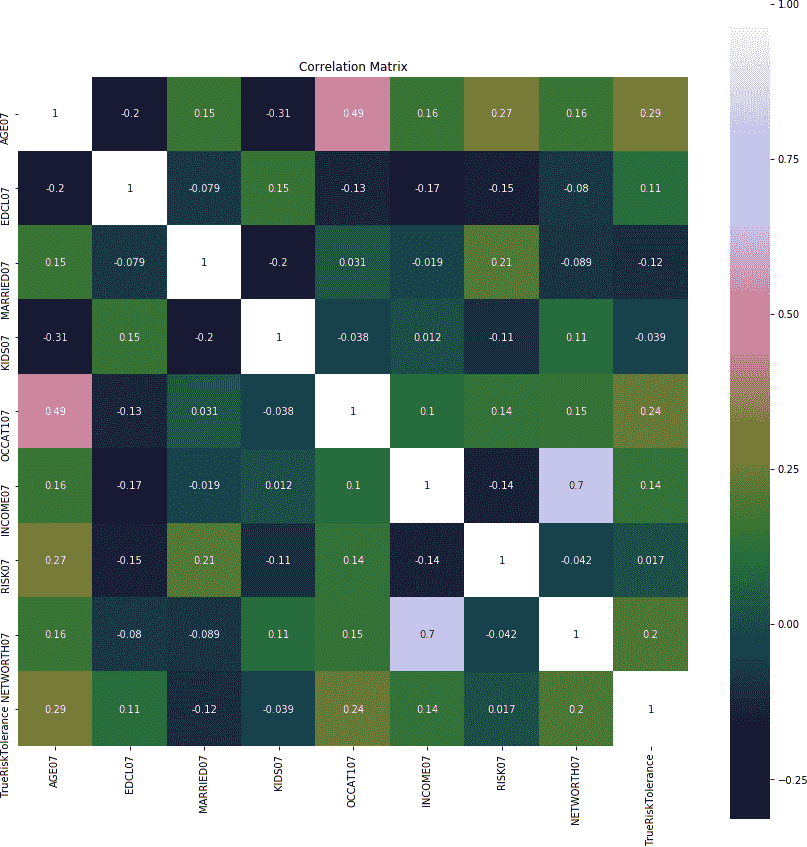 Correlation Matrix
1.00
AGE07 1 -0.2 0.15 -0.31 0.49 0.16 0.27 0.16 0.29
EDCL07 -0.2 1 -0.079 0.15 -0.13 -0.17 -0.15 -0.08 0.11
0.75
MARRIED07 0.15 -0.079 1 -0.2 0.031 -0.019 0.21 -0.089 -0.12
0.50
KIDS07 -0.31 0.15 -0.2 1 -0.038 0.012 -0.11 0.11 -0.039
OCCAT107 0.49 -0.13 0.031 -0.038 1 0.1 0.14 0.15 0.24
0.25
INCOME07 0.16 -0.17 -0.019 0.012 0.1 1 -0.14 0.7 0.14
RISK07 0.27 -0.15 0.21 -0.11 0.14 -0.14 1 -0.042 0.017
0.00
NETWORTH07 0.16 -0.08 -0.089 0.11 0.15 0.7 -0.042 1 0.2
TrueRiskTolerance 0.29 0.11 -0.12 -0.039 0.24 0.14 0.017 0.2 1
−0.25
AGE07 EDCL07 MARRIED07 KIDS07 OCCAT107 INCOME07 RISK07 NETWORTH07 TrueRiskTolerance